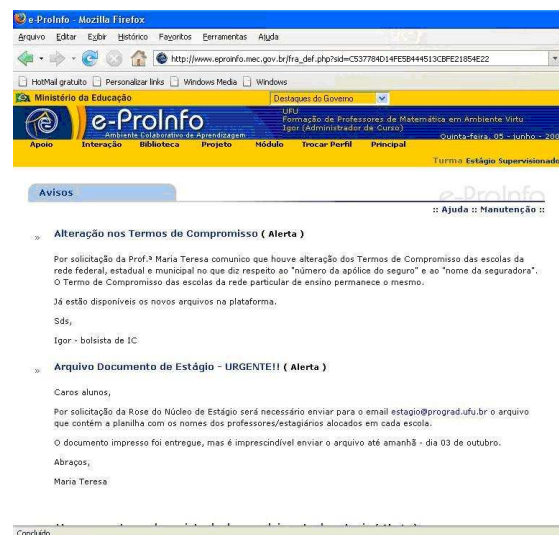 e-ProInfo - Mozilla Firefox
Arquivo Editar Exibir Histórico Favoritos Ferramentas Ajuda
http://www.eproinfo.mec.gov.br/fra_def.php?sid=C537784D14FE5B444513CBFE21854E22
HotMail gratuito Personalizar links Windows Media Windows
Ministério da Educação Destaques do Governo
UFU
e-ProInfo Formação de Professores de Matemática em Ambiente Virtu
Ambiente Colaborativo de Aprendizagem Igor (Administrador de Curso)
Quinta-feira, 05 - junho - 200
Apoio Interação Biblioteca Projeto Módulo Trocar Perfil Principal
Turma Estágio Supervisionado
Avisos e-ProInfo
:: Ajuda :: Manutenção ::
» Alteração nos Termos de Compromisso ( Alerta )
Por solicitação da Prof.ª Maria Teresa comunico que houve alteração dos Termos de Compromisso das escolas da
rede federal, estadual e municipal no que diz respeito ao "número da apólice do seguro" e ao "nome da seguradora".
O Termo de Compromisso das escolas da rede particular de ensino permanece o mesmo.
Já estão disponíveis os novos arquivos na plataforma.
Sds,
Igor - bolsista de IC
» Arquivo Documento de Estágio - URGENTE!! ( Alerta )
Caros alunos,
Por solicitação da Rose do Núcleo de Estágio será necessário enviar para o email estagio@prograd.ufu.br o arquivo
que contém a planilha com os nomes dos professores/estagiários alocados em cada escola.
O documento impresso foi entregue, mas é imprescindível enviar o arquivo até amanhã - dia 03 de outubro.
Abraços,
Maria Teresa
Concluído